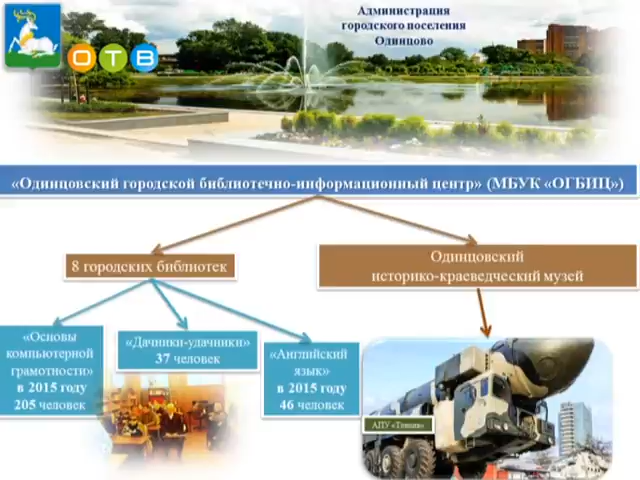 Администрация
городского поселения
Одинцово
ОТВ
«Одинцовский городской библиотечно-информационный центр» (МБУК «ОГБИЦ»)
8 городских библиотек
Одинцовский
историко-краеведческий музей
«Основы
компьютерной
грамотности»
в 2015 году
205 человек
«Дачники-удачники»
37 человек
«Английский
язык»
в 2015 году
46 человек
АПУ «Тополь»